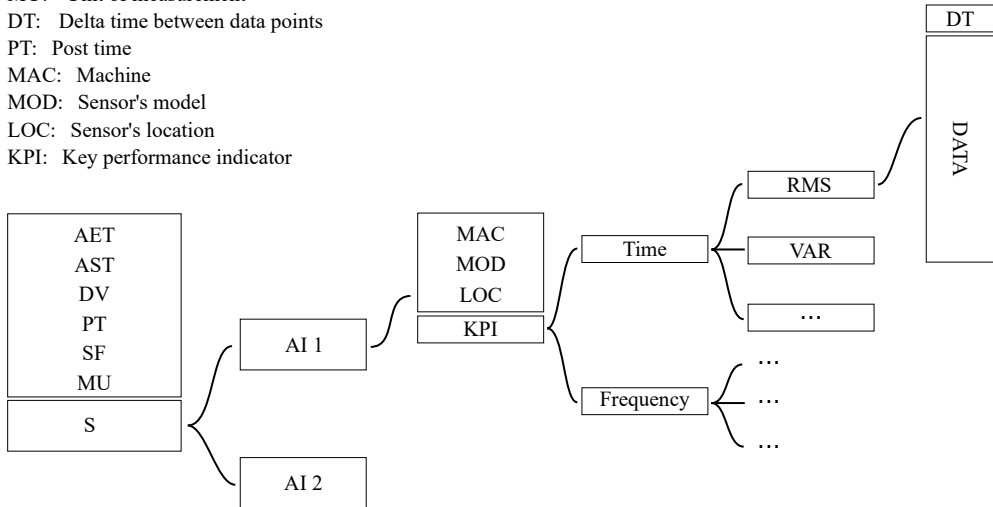 DT: Delta time between data points
PT: Post time
MAC: Machine
MOD: Sensor's model
LOC: Sensor's location
KPI: Key performance indicator
AET
AST
DV
PT
SF
MU
S
AI 1
AI 2
MAC
MOD
LOC
KPI
Time
Frequency
RMS
VAR
...
...
...
...
DT
DATA